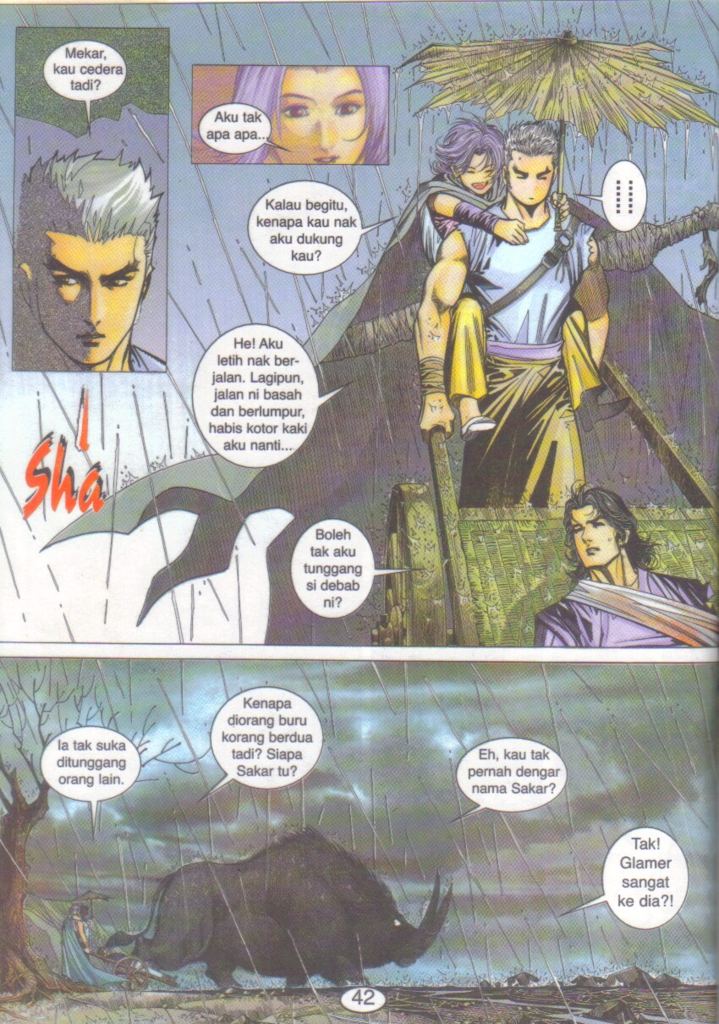 Mekar,
kau cedera
tadi?
Aku tak
apa apa...
!!
Kalau begitu,
kenapa kau nak
aku dukung
kau?
He! Aku
letih nak ber-
jalan. Lagipun,
jalan ni basah
dan berlumpur,
habis kotor kaki
aku nanti...
Sha
Boleh
tak aku
tunggang
si debab
ni?
Ia tak suka
ditunggang
orang lain.
Kenapa
diorang buru
korang berdua
tadi? Siapa
Sakar tu?
Eh, kau tak
pernah dengar
nama Sakar?
Tak!
Glamer
sangat
ke dia?!
42